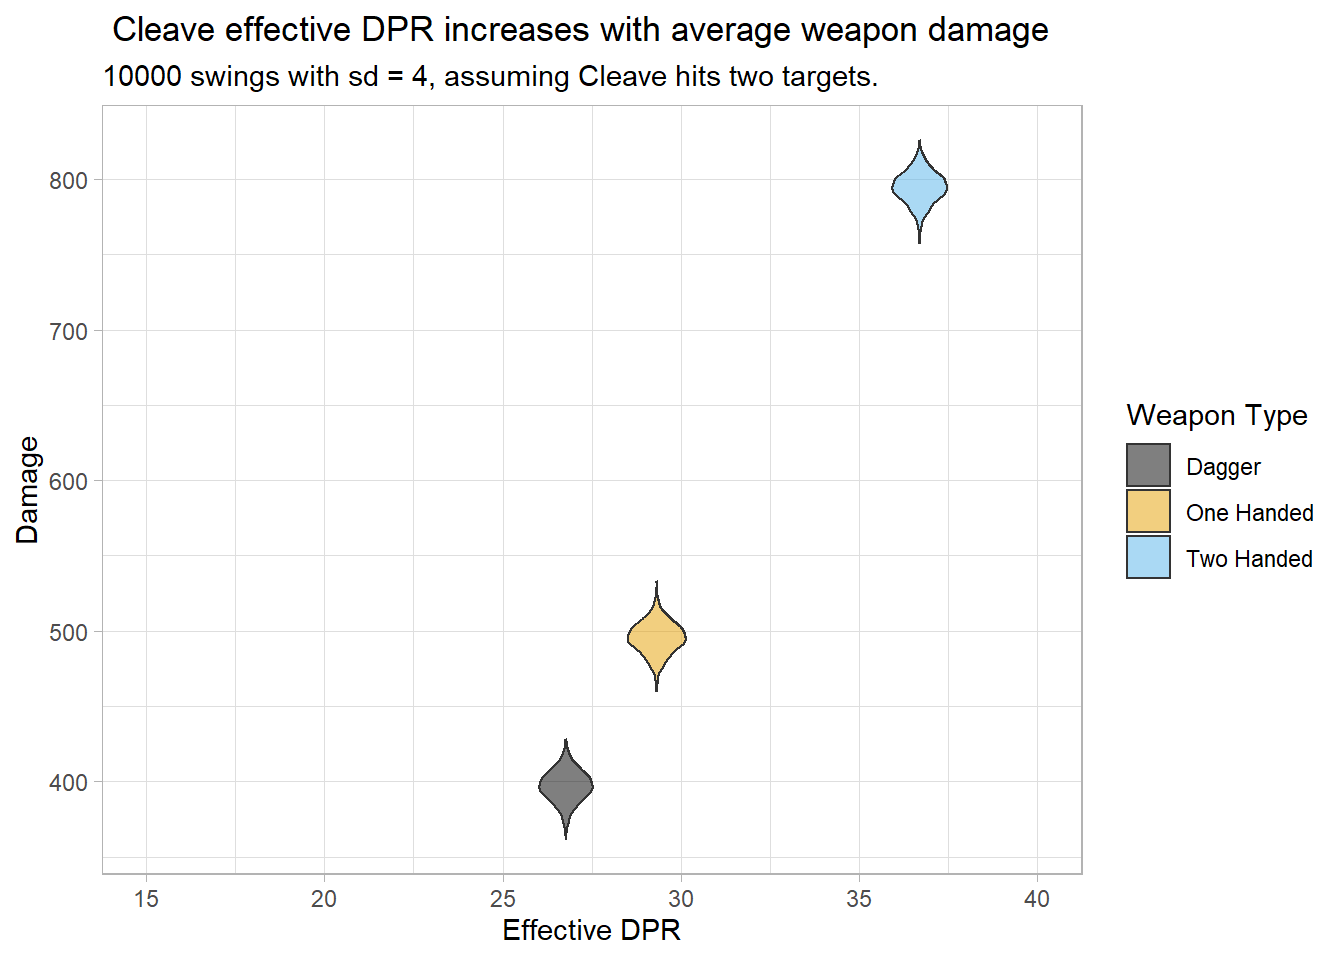 Cleave effective DPR increases with average weapon damage
10000 swings with sd = 4, assuming Cleave hits two targets.
800
700
600
500
400
Damage
15 20 25 30 35 40
Effective DPR
Weapon Type
Dagger
One Handed
Two Handed